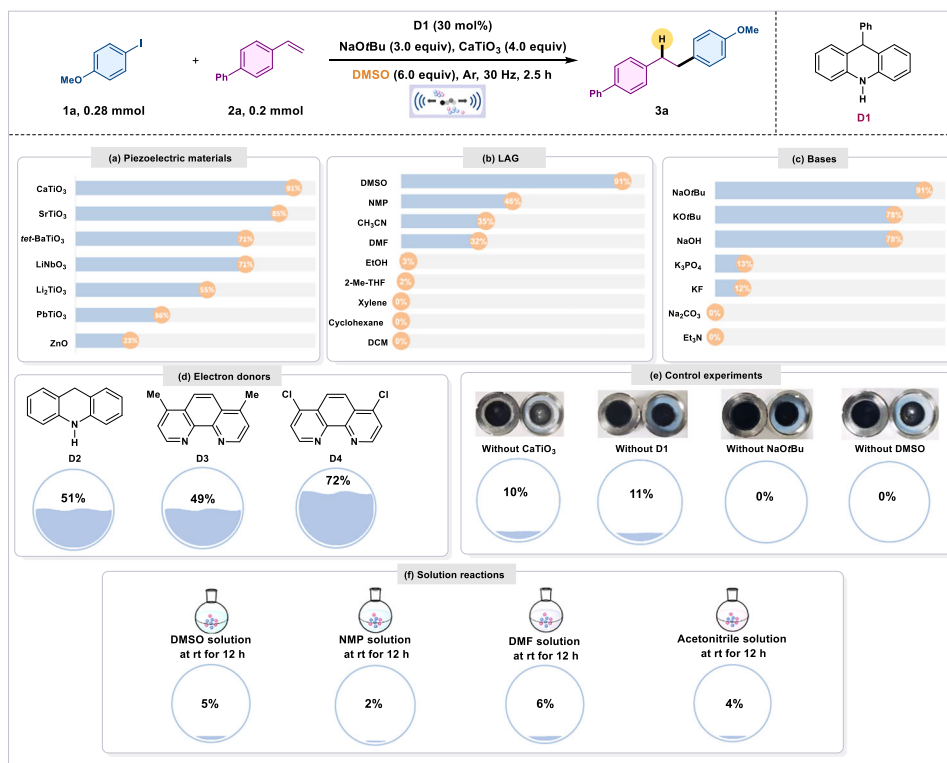 D1 (30 mol%)
NaOtBu (3.0 equiv), CaTiO3 (4.0 equiv)
DMSO (6.0 equiv), Ar, 30 Hz, 2.5 h
I
MeO
1a, 0.28 mmol
+
Ph
2a, 0.2 mmol
H
OMe
Ph
3a
Ph
N
H
D1
(a) Piezoelectric materials
CaTiO3 91%
SrTiO3 85%
tet-BaTiO3 71%
LiNbO3 71%
Li2TiO3 55%
PbTiO3 36%
ZnO 23%
(b) LAG
DMSO 91%
NMP 46%
CH3CN 35%
DMF 32%
EtOH 3%
2-Me-THF 2%
Xylene 0%
Cyclohexane 0%
DCM 0%
(c) Bases
NaOtBu 91%
KOtBu 78%
NaOH 78%
K3PO4 13%
KF 12%
Na2CO3 0%
Et3N 0%
(d) Electron donors
N
H
D2
51%
Me Me
N N
D3
49%
Cl Cl
N N
D4
72%
(e) Control experiments
Without CaTiO3
10%
Without D1
11%
Without NaOtBu
0%
Without DMSO
0%
(f) Solution reactions
DMSO solution
at rt for 12 h
5%
NMP solution
at rt for 12 h
2%
DMF solution
at rt for 12 h
6%
Acetonitrile solution
at rt for 12 h
4%